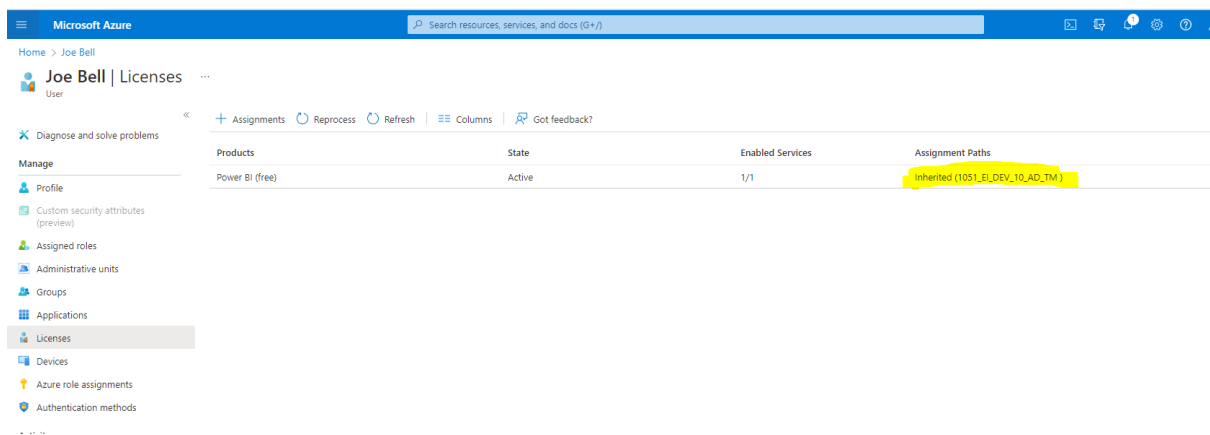 Microsoft Azure
Search resources, services, and docs (G+/)
1
Home > Joe Bell
Joe Bell | Licenses ...
User
«
Diagnose and solve problems
Manage
Profile
Custom security attributes
(preview)
Assigned roles
Administrative units
Groups
Applications
Licenses
Devices
Azure role assignments
Authentication methods
+ Assignments Reprocess Refresh Columns Got feedback?
Products State Enabled Services Assignment Paths
Power BI (free) Active 1/1 Inherited (1051_EI_DEV_10_AD_TM )